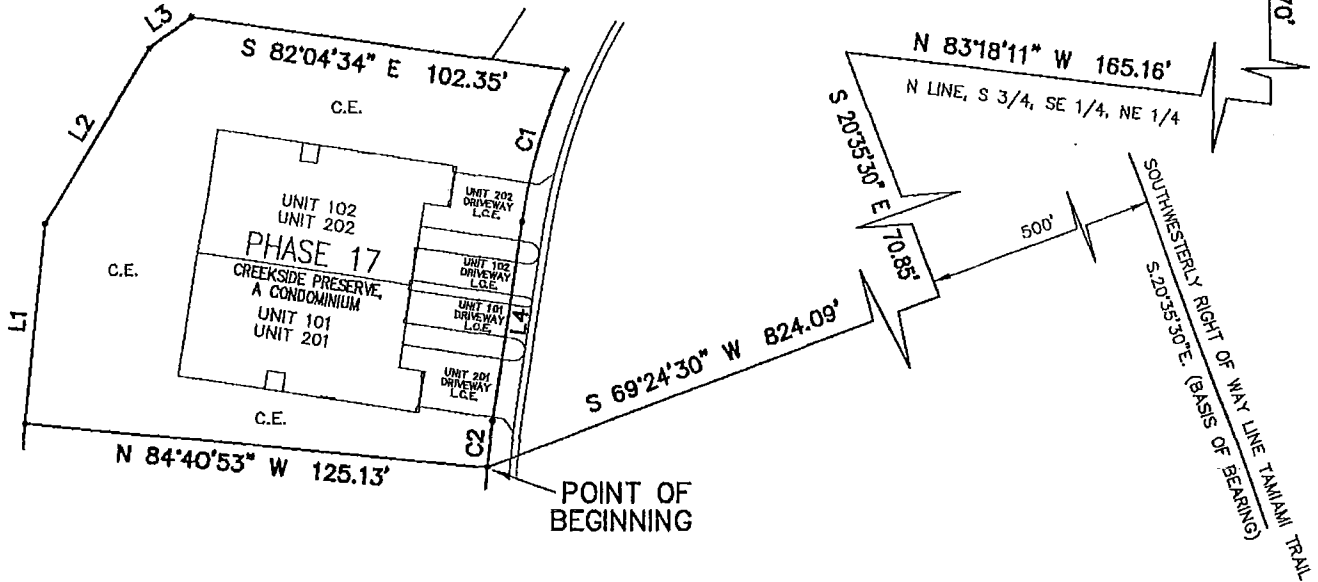 L3
S 82°04'34" E 102.35'
L2
C.E.
C1
UNIT 202
DRIVEWAY
L.C.E.
UNIT 102
UNIT 202
PHASE 17
CREEKSIDE PRESERVE,
A CONDOMINIUM
UNIT 101
UNIT 201
C.E.
UNIT 102
DRIVEWAY
L.C.E.
UNIT 101
DRIVEWAY
L.C.E.
L4
UNIT 201
DRIVEWAY
L.C.E.
L1
C.E.
C2
N 84°40'53" W 125.13'
POINT OF
BEGINNING
S 69°24'30" W 824.09'
S 20°35'30" E 70.85'
N 83°18'11" W 165.16'
N LINE, S 3/4, SE 1/4, NE 1/4
70'
500'
SOUTHWESTERLY RIGHT OF WAY LINE TAMIAMI TRAIL
S.20°35'30"E. (BASIS OF BEARING)